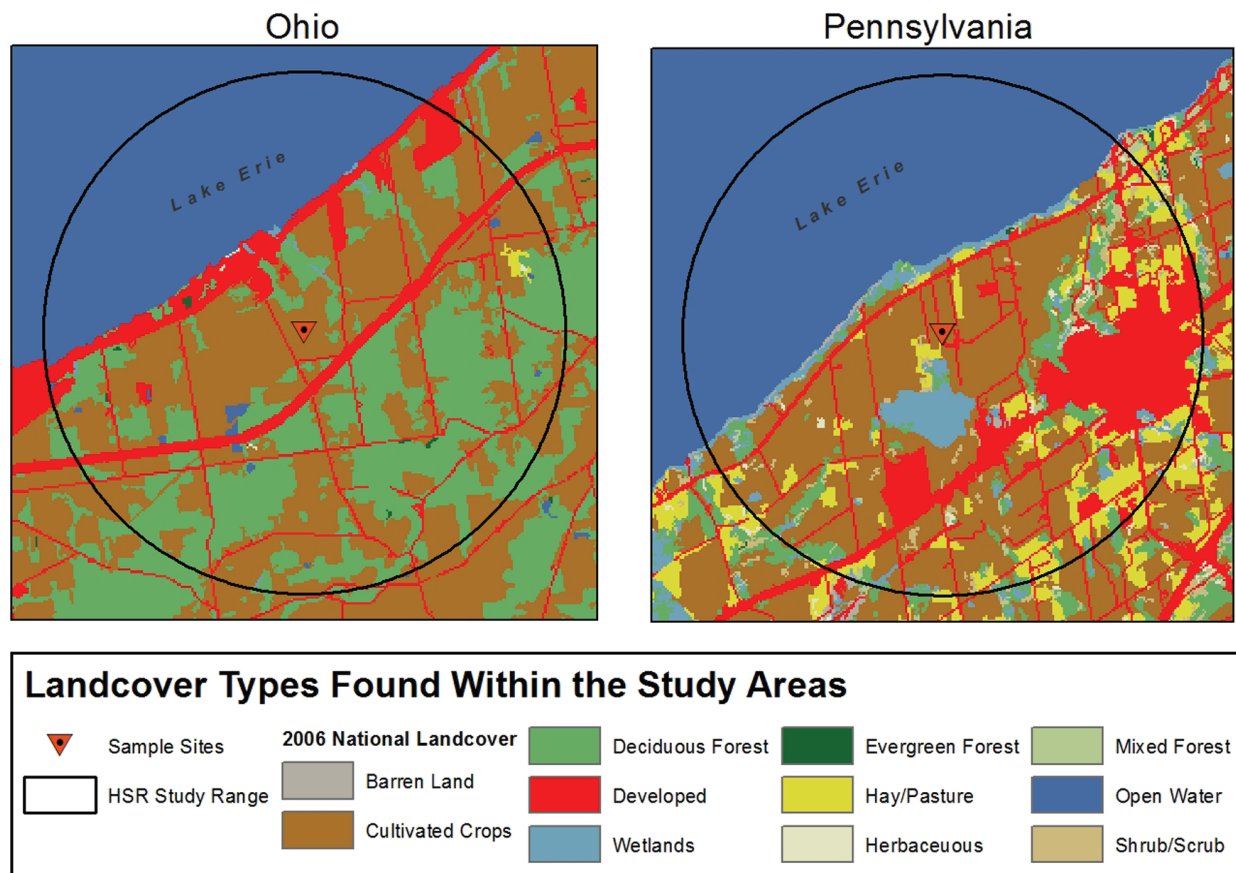 Ohio
Pennsylvania
Lake Erie
Lake Erie
Landcover Types Found Within the Study Areas
Sample Sites
HSR Study Range
2006 National Landcover
Barren Land
Cultivated Crops
Deciduous Forest
Developed
Wetlands
Evergreen Forest
Hay/Pasture
Herbaceuous
Mixed Forest
Open Water
Shrub/Scrub